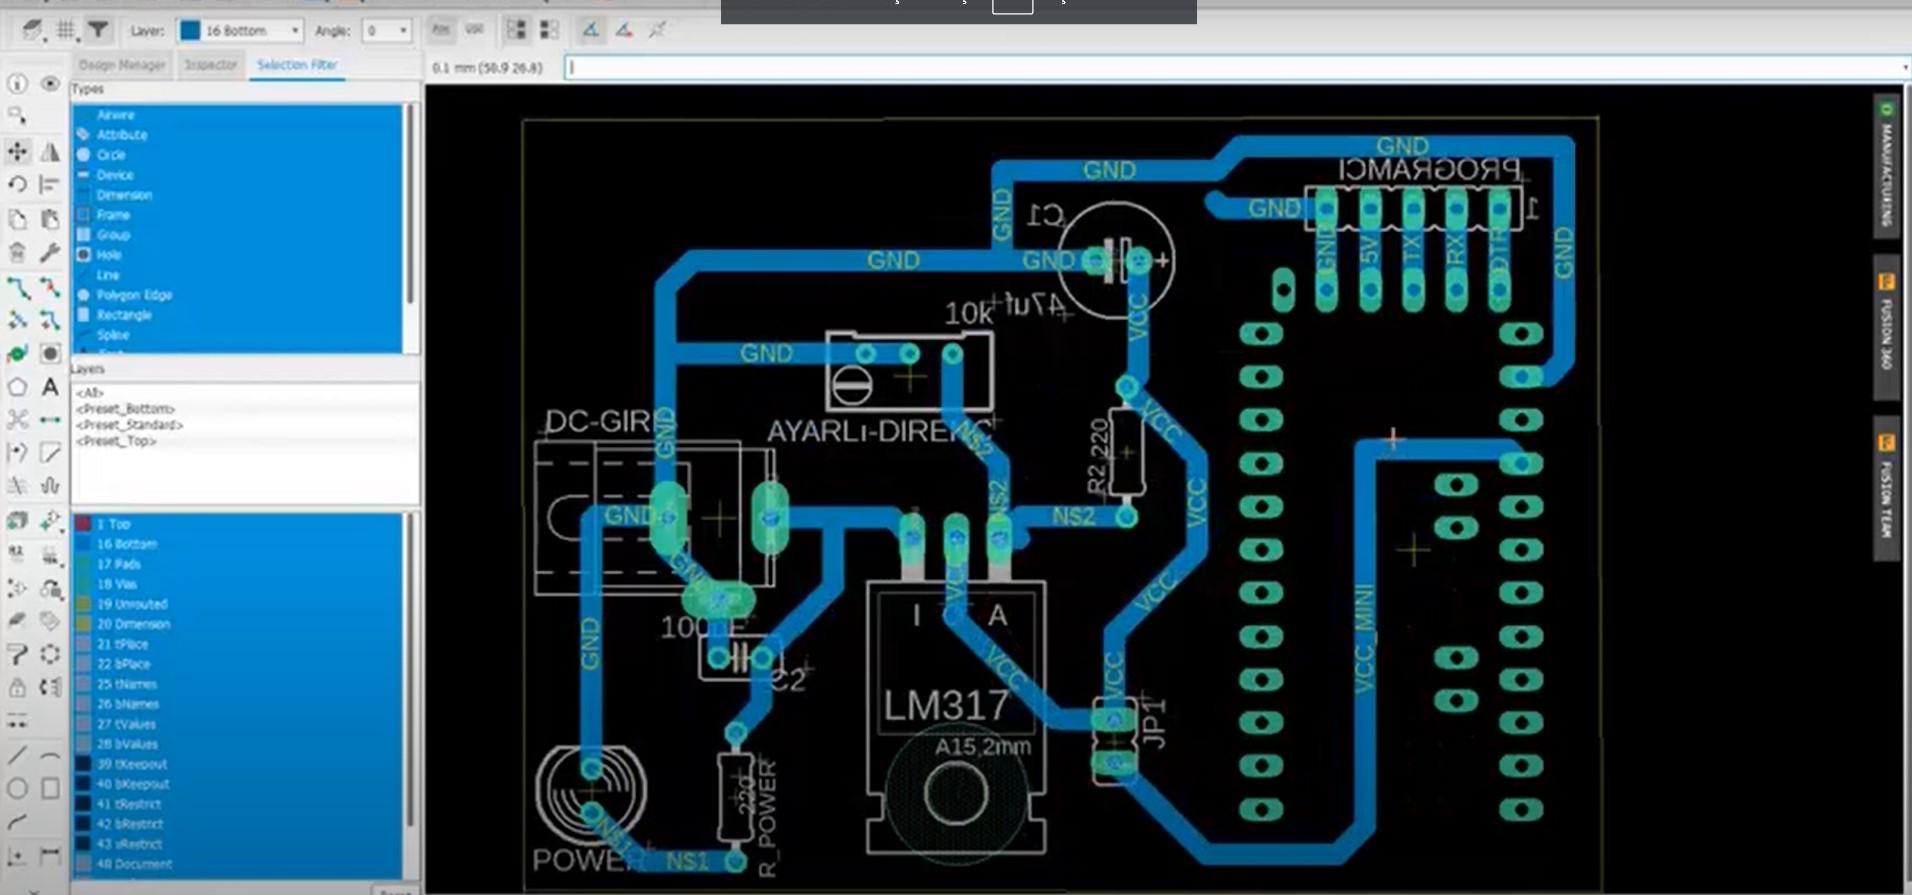 Layer: 16 Bottom Angle: 0
Design Manager Inspector Selection Filter
0.1 mm (50.9 26.8)
Types
Airwire
Attribute
Circle
Device
Dimension
Frame
Group
Hole
Line
Polygon Edge
Rectangle
Spline
Layers
<All>
<Preset_Bottom>
<Preset_Standard>
<Preset_Top>
1 Top
16 Bottom
17 Pads
18 Vias
19 Unrouted
20 Dimension
21 tPlace
22 bPlace
25 tNames
26 bNames
27 tValues
28 bValues
39 tKeepout
40 bKeepout
41 tRestrict
42 bRestrict
43 vRestrict
48 Document
GND
GND
PROGRAMCI
GND
1
GND
C1
GND
GND
+
GND 5V TX RX DTR
GND
47uf
10k
VCC
GND
DC-GIRI
GND
AYARLı-DIRENC
NS2
VCC
R2 220
NS2
NS2
VCC
GND
GND
VCC
VCC
100
I A
GND
VCC
VCC
VCC_MINI
C2
LM317
JP1
A15,2mm
220
R_POWER
NS1
POWER
NS1
MANUFACTURING
FUSION 360
FUSION TEAM